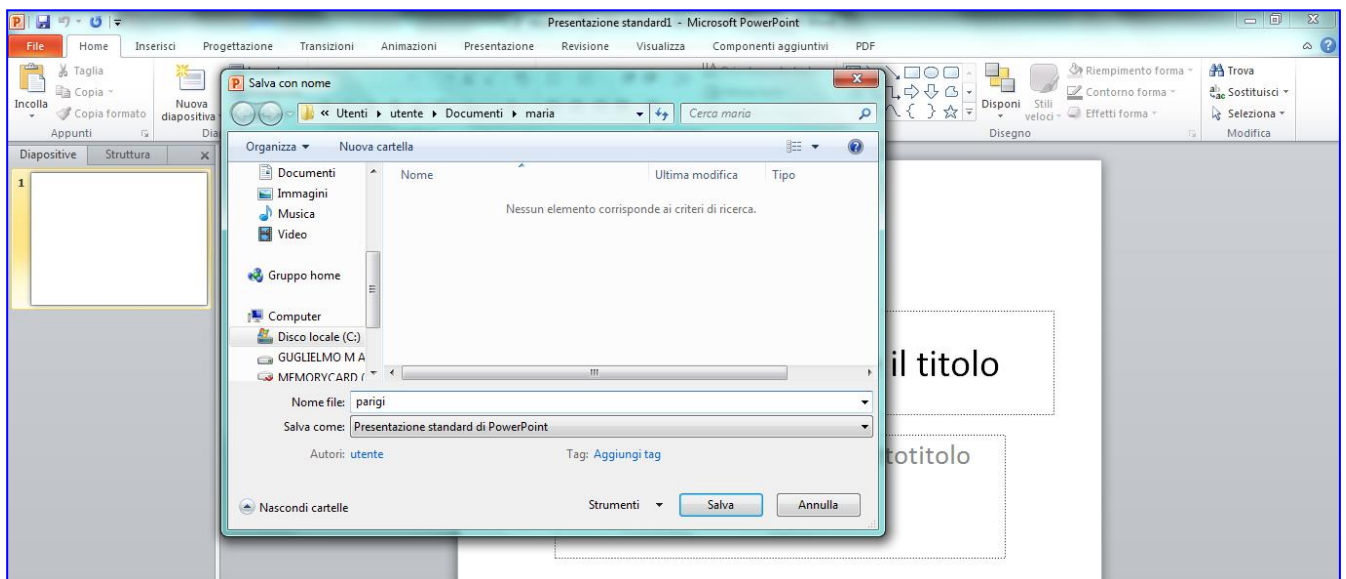 Presentazione standard1 - Microsoft PowerPoint
File Home Inserisci Progettazione Transizioni Animazioni Presentazione Revisione Visualizza Componenti aggiuntivi PDF
Taglia
Copia
Copia formato
Incolla
Nuova
diapositiva
Disponi
Stili
veloci
Riempimento forma
Contorno forma
Effetti forma
Trova
Sostituisci
Seleziona
Appunti
Disegno
Modifica
Diapositive Struttura
1
Salva con nome
« Utenti utente Documenti maria
Cerca maria
Organizza Nuova cartella
Documenti
Immagini
Musica
Video
Gruppo home
Computer
Disco locale (C:)
GUGLIELMO M A
MEMORYCARD (
Nome Ultima modifica Tipo
Nessun elemento corrisponde ai criteri di ricerca.
Nome file: parigi
Salva come: Presentazione standard di PowerPoint
Autori: utente Tag: Aggiungi tag
Nascondi cartelle Strumenti Salva Annulla
il titolo
totitolo